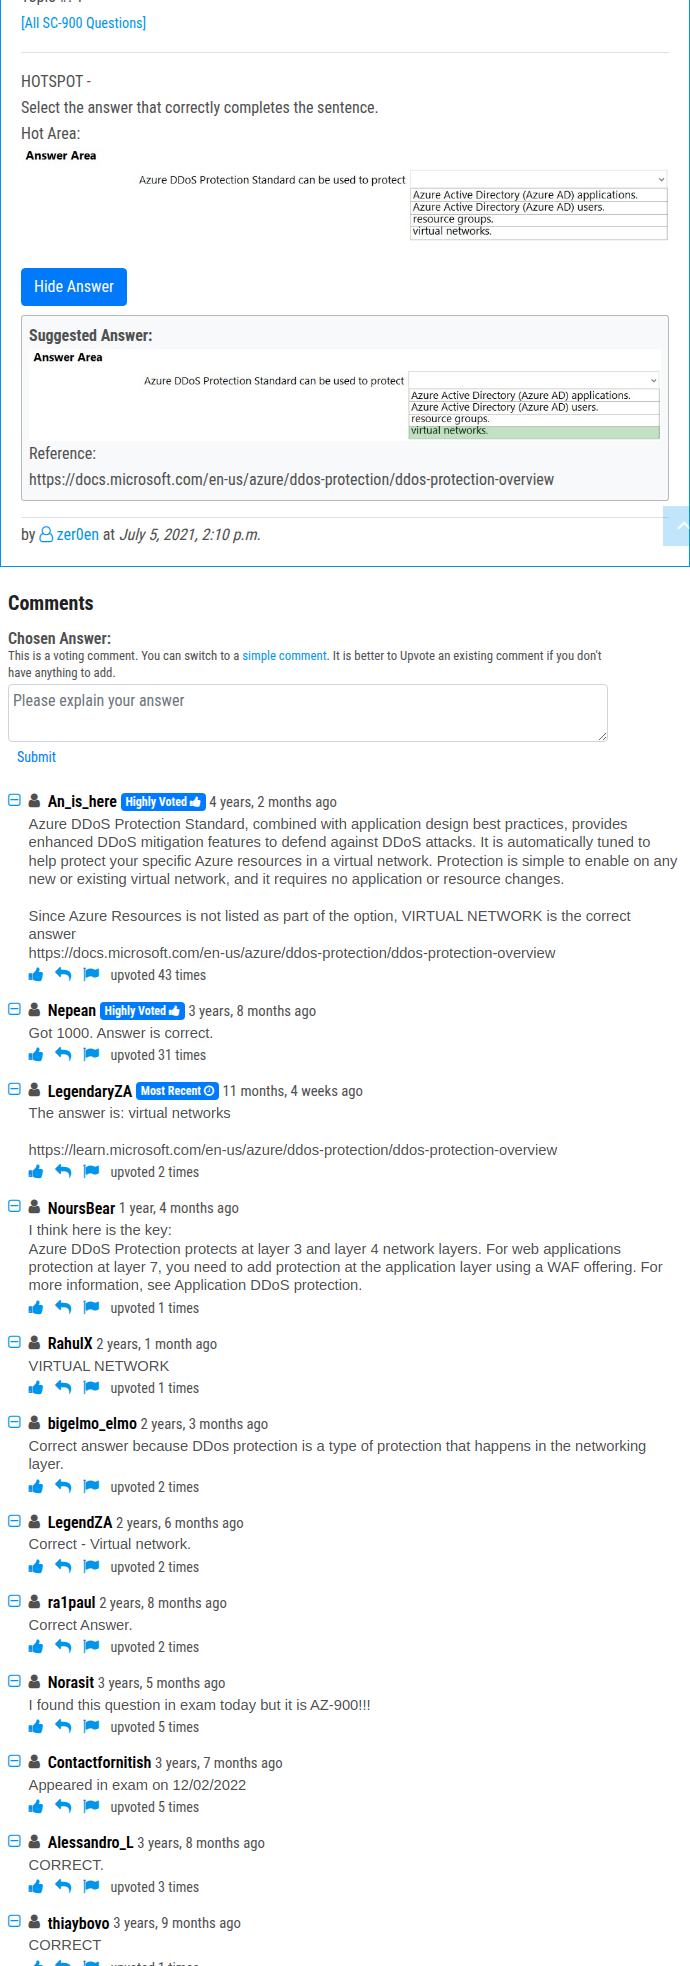 [All SC-900 Questions]
HOTSPOT -
Select the answer that correctly completes the sentence.
Hot Area:
Answer Area
Azure DDoS Protection Standard can be used to protect
Azure Active Directory (Azure AD) applications.
Azure Active Directory (Azure AD) users.
resource groups.
virtual networks.
Hide Answer
Suggested Answer:
Answer Area
Azure DDoS Protection Standard can be used to protect
Azure Active Directory (Azure AD) applications.
Azure Active Directory (Azure AD) users.
resource groups.
virtual networks.
Reference:
https://docs.microsoft.com/en-us/azure/ddos-protection/ddos-protection-overview
by zer0en at July 5, 2021, 2:10 p.m.
Comments
Chosen Answer:
This is a voting comment. You can switch to a simple comment. It is better to Upvote an existing comment if you don't
have anything to add.
Please explain your answer
Submit
An_is_here Highly Voted 4 years, 2 months ago
Azure DDoS Protection Standard, combined with application design best practices, provides
enhanced DDoS mitigation features to defend against DDoS attacks. It is automatically tuned to
help protect your specific Azure resources in a virtual network. Protection is simple to enable on any
new or existing virtual network, and it requires no application or resource changes.
Since Azure Resources is not listed as part of the option, VIRTUAL NETWORK is the correct
answer
https://docs.microsoft.com/en-us/azure/ddos-protection/ddos-protection-overview
upvoted 43 times
Nepean Highly Voted 3 years, 8 months ago
Got 1000. Answer is correct.
upvoted 31 times
LegendaryZA Most Recent 11 months, 4 weeks ago
The answer is: virtual networks
https://learn.microsoft.com/en-us/azure/ddos-protection/ddos-protection-overview
upvoted 2 times
NoursBear 1 year, 4 months ago
I think here is the key:
Azure DDoS Protection protects at layer 3 and layer 4 network layers. For web applications
protection at layer 7, you need to add protection at the application layer using a WAF offering. For
more information, see Application DDoS protection.
upvoted 1 times
RahulX 2 years, 1 month ago
VIRTUAL NETWORK
upvoted 1 times
bigelmo_elmo 2 years, 3 months ago
Correct answer because DDos protection is a type of protection that happens in the networking
layer.
upvoted 2 times
LegendZA 2 years, 6 months ago
Correct - Virtual network.
upvoted 2 times
ra1paul 2 years, 8 months ago
Correct Answer.
upvoted 2 times
Norasit 3 years, 5 months ago
I found this question in exam today but it is AZ-900!!!
upvoted 5 times
Contactfornitish 3 years, 7 months ago
Appeared in exam on 12/02/2022
upvoted 5 times
Alessandro_L 3 years, 8 months ago
CORRECT.
upvoted 3 times
thiaybovo 3 years, 9 months ago
CORRECT